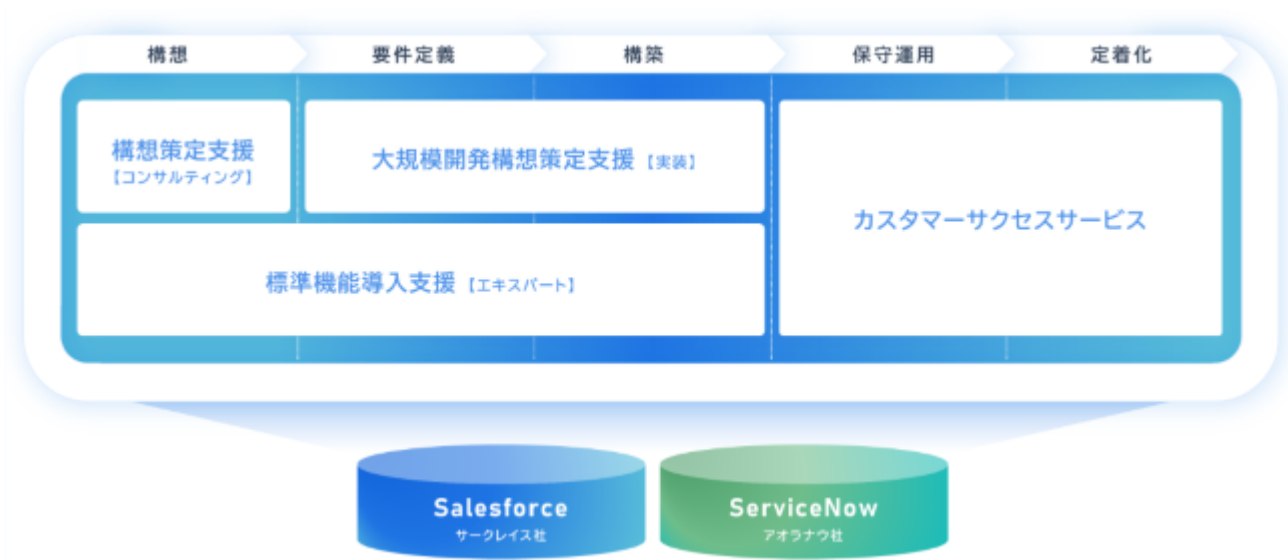 構想
要件定義
構築
保守運用
定着化
構想策定支援
【コンサルティング】
大規模開発構想策定支援【実装】
カスタマーサクセスサービス
標準機能導入支援【エキスパート】
Salesforce
サークレイス社
ServiceNow
アオラナウ社